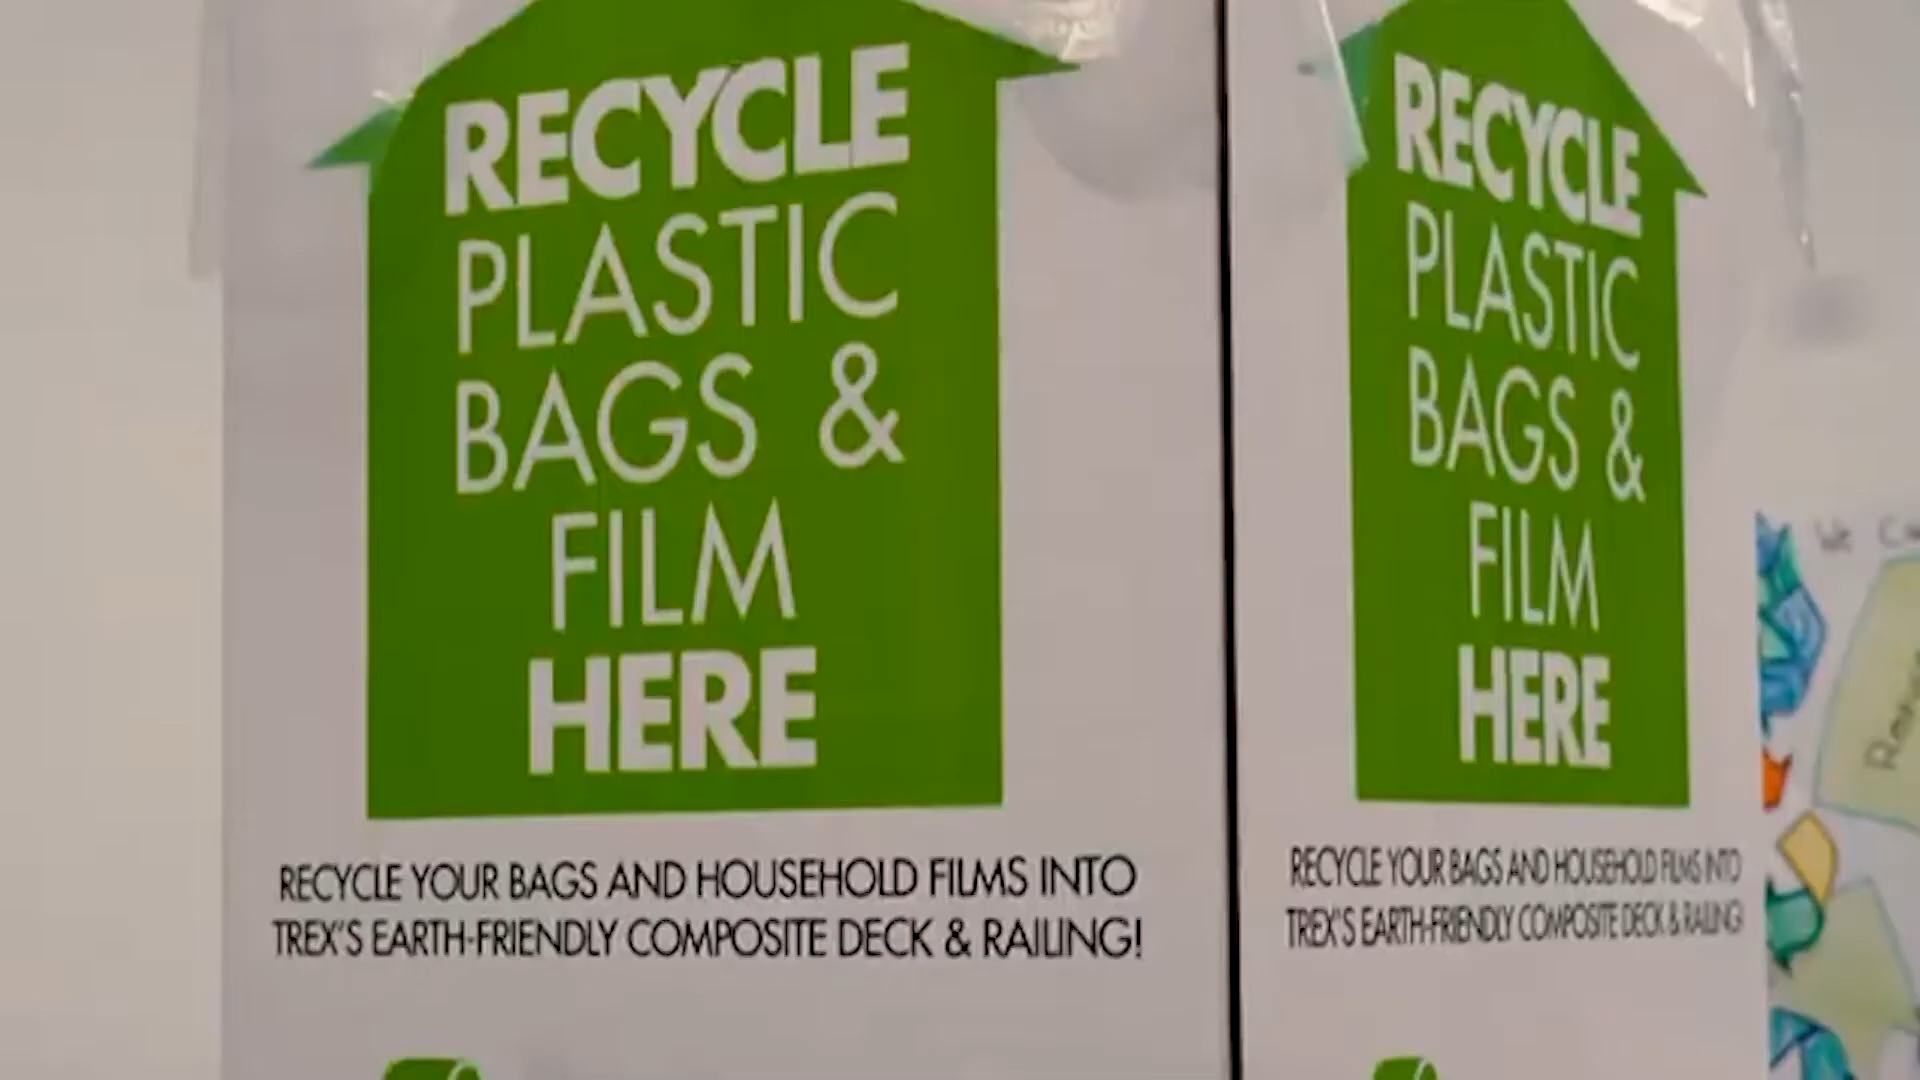 RECYCLE
PLASTIC
BAGS &
FILM
HERE
RECYCLE YOUR BAGS AND HOUSEHOLD FILMS INTO
TREX'S EARTH-FRIENDLY COMPOSITE DECK & RAILING!
RECYCLE
PLASTIC
BAGS &
FILM
HERE
RECYCLE YOUR BAGS AND HOUSEHOLD FILMS INTO
TREX'S EARTH-FRIENDLY COMPOSITE DECK & RAILING!
We